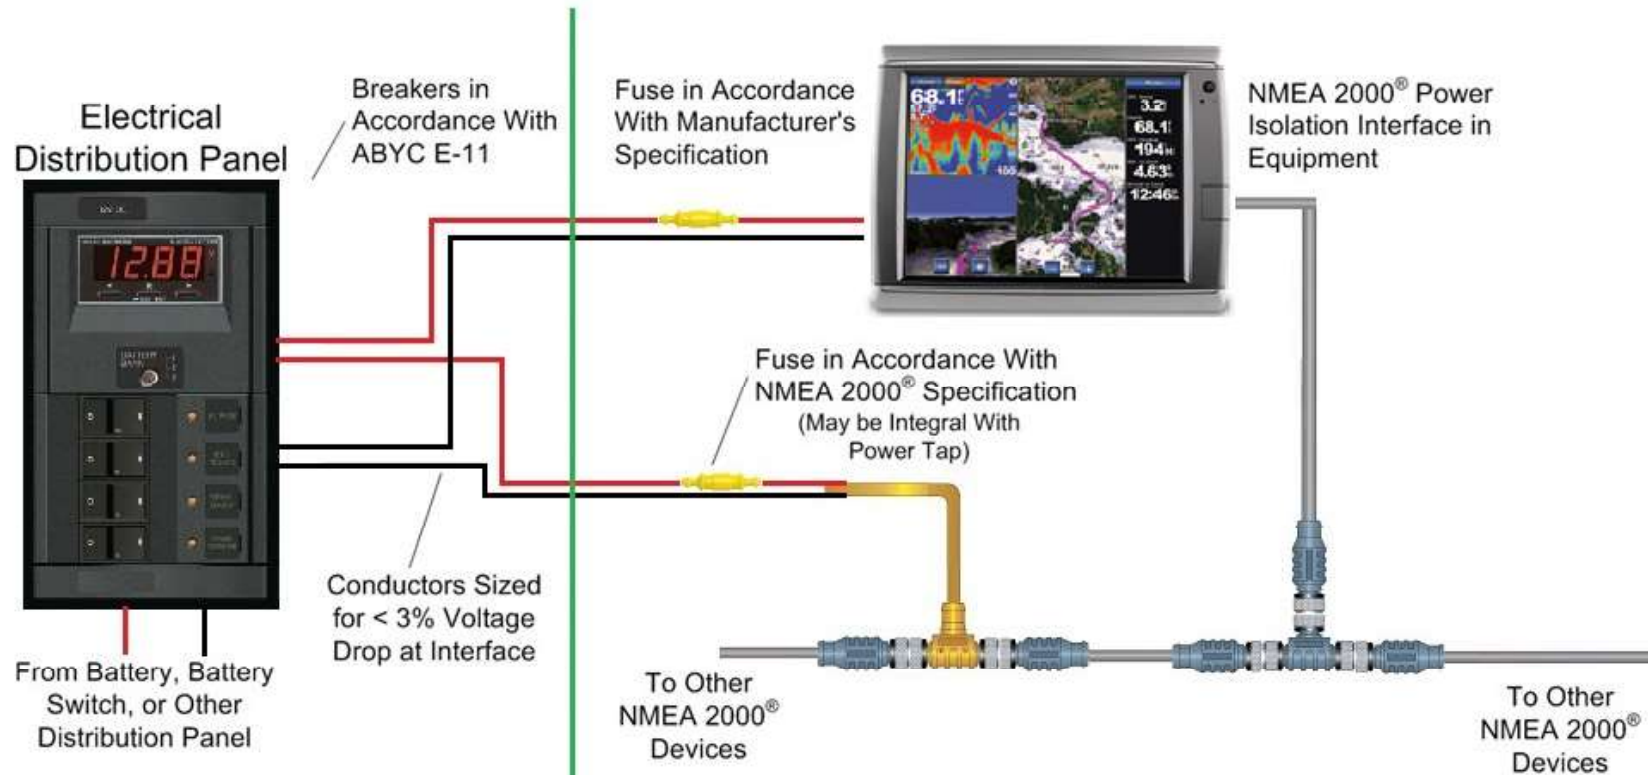 Electrical
Distribution Panel
Breakers in
Accordance With
ABYC E-11
Fuse in Accordance
With Manufacturer's
Specification
NMEA 2000® Power
Isolation Interface in
Equipment
12.88
BATTERY
BANK
68.1
3.2
68.1
194
4.63
12:46
Fuse in Accordance With
NMEA 2000® Specification
(May be Integral With
Power Tap)
Conductors Sized
for < 3% Voltage
Drop at Interface
From Battery, Battery
Switch, or Other
Distribution Panel
To Other
NMEA 2000®
Devices
To Other
NMEA 2000®
Devices